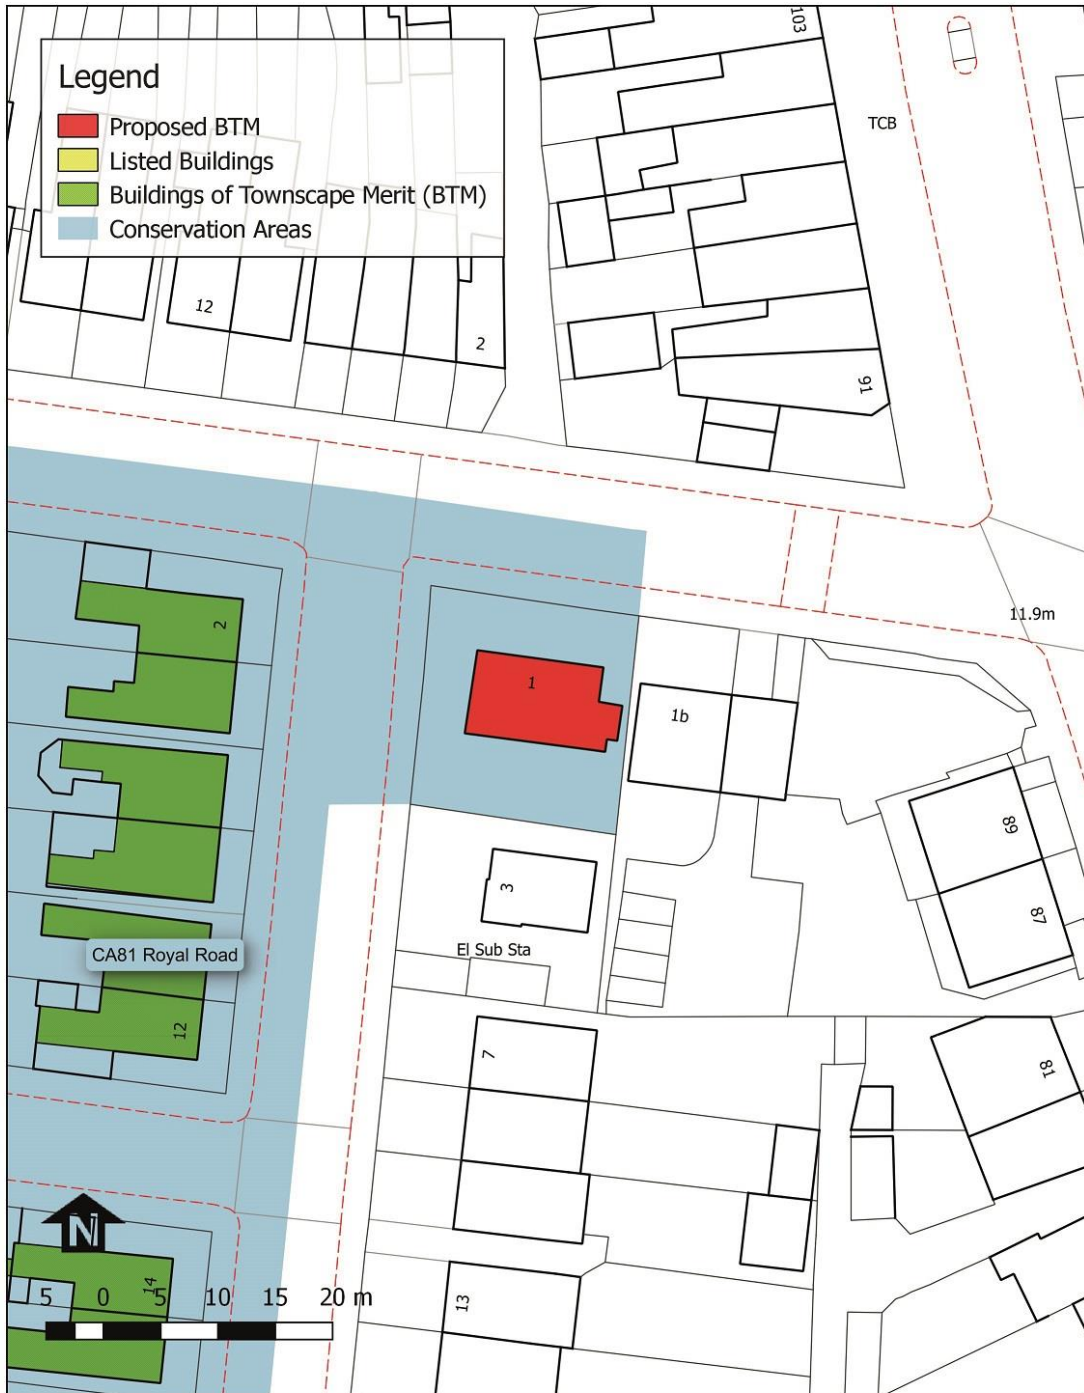 103
Legend
TCB
Proposed BTM
Listed Buildings
Buildings of Townscape Merit (BTM)
Conservation Areas
12
2
91
2
11.9m
1
1b
89
3
87
El Sub Sta
CA81 Royal Road
12
7
81
N
14
13
5 0 5 10 15 20 m